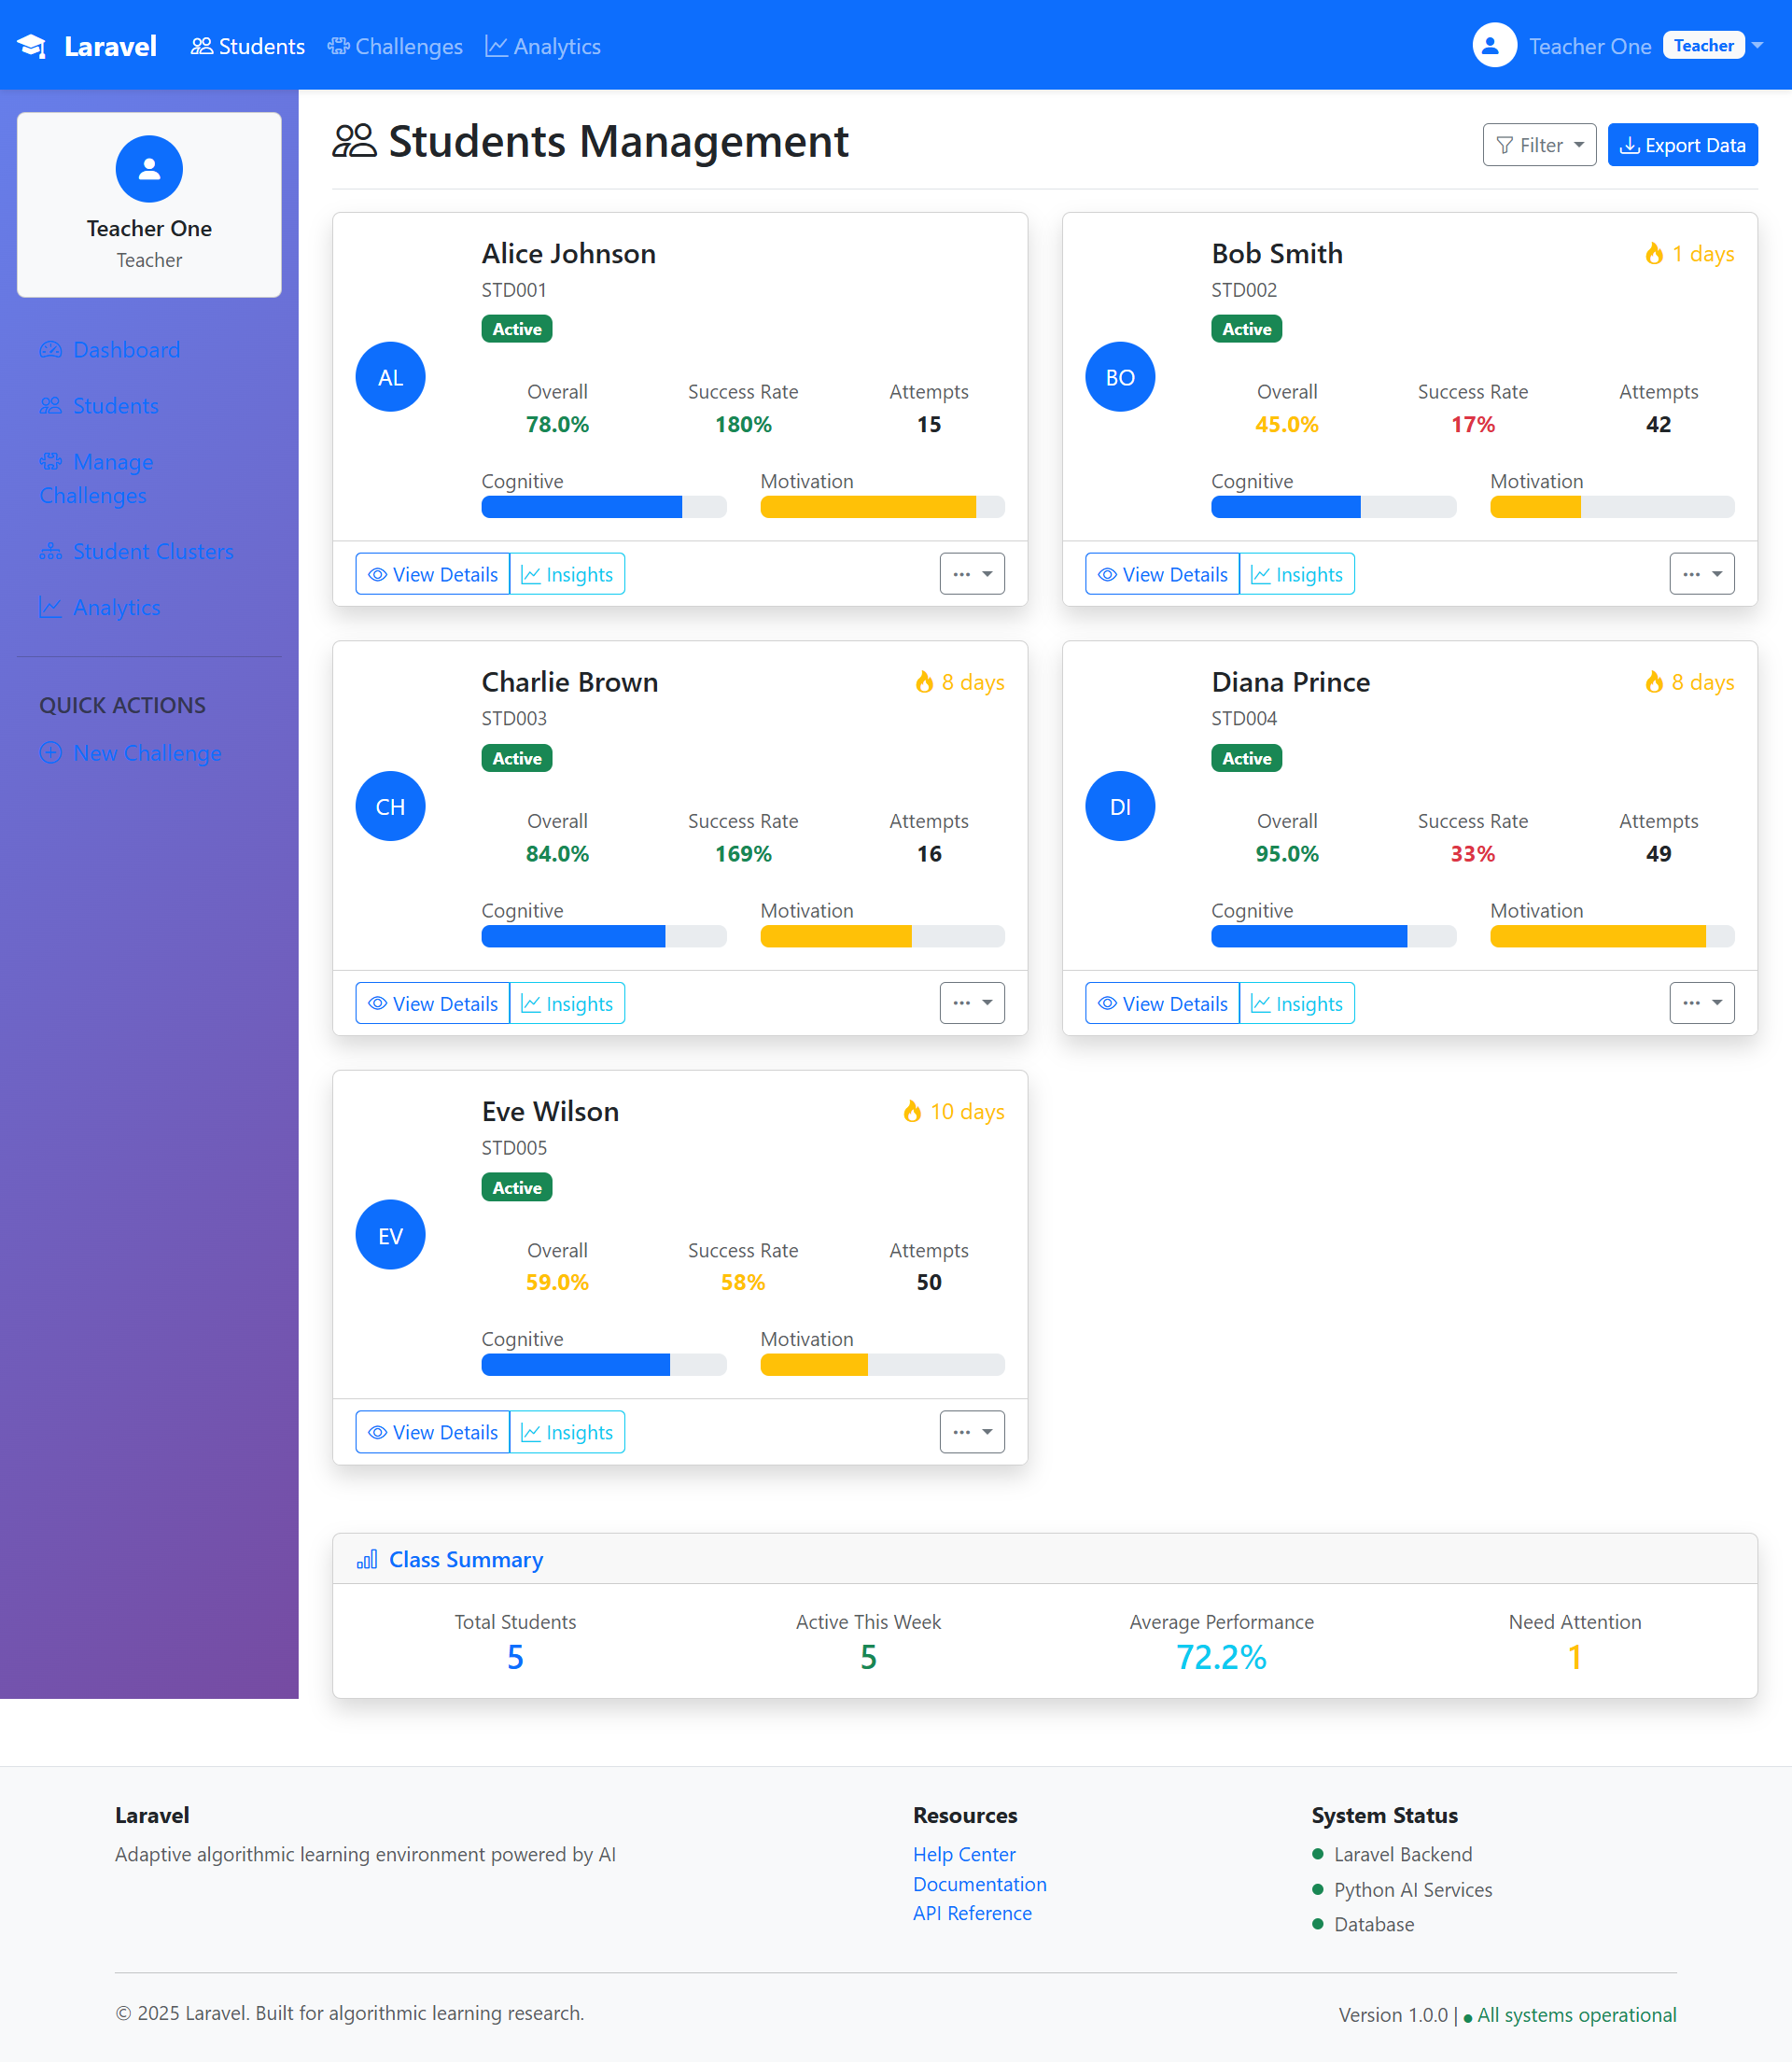 Laravel
Students
Challenges
Analytics
Teacher One
Teacher
Teacher One
Teacher
Dashboard
Students
Manage
Challenges
Student Clusters
Analytics
QUICK ACTIONS
New Challenge
Students Management
Filter
Export Data
Alice Johnson
STD001
Active
AL
Overall
Success Rate
Attempts
78.0%
180%
15
Cognitive
Motivation
View Details
Insights
Bob Smith
1 days
STD002
Active
BO
Overall
Success Rate
Attempts
45.0%
17%
42
Cognitive
Motivation
View Details
Insights
Charlie Brown
8 days
STD003
Active
CH
Overall
Success Rate
Attempts
84.0%
169%
16
Cognitive
Motivation
View Details
Insights
Diana Prince
8 days
STD004
Active
DI
Overall
Success Rate
Attempts
95.0%
33%
49
Cognitive
Motivation
View Details
Insights
Eve Wilson
10 days
STD005
Active
EV
Overall
Success Rate
Attempts
59.0%
58%
50
Cognitive
Motivation
View Details
Insights
Class Summary
Total Students
5
Active This Week
5
Average Performance
72.2%
Need Attention
1
Laravel
Adaptive algorithmic learning environment powered by AI
Resources
Help Center
Documentation
API Reference
System Status
Laravel Backend
Python AI Services
Database
© 2025 Laravel. Built for algorithmic learning research.
Version 1.0.0 | ● All systems operational